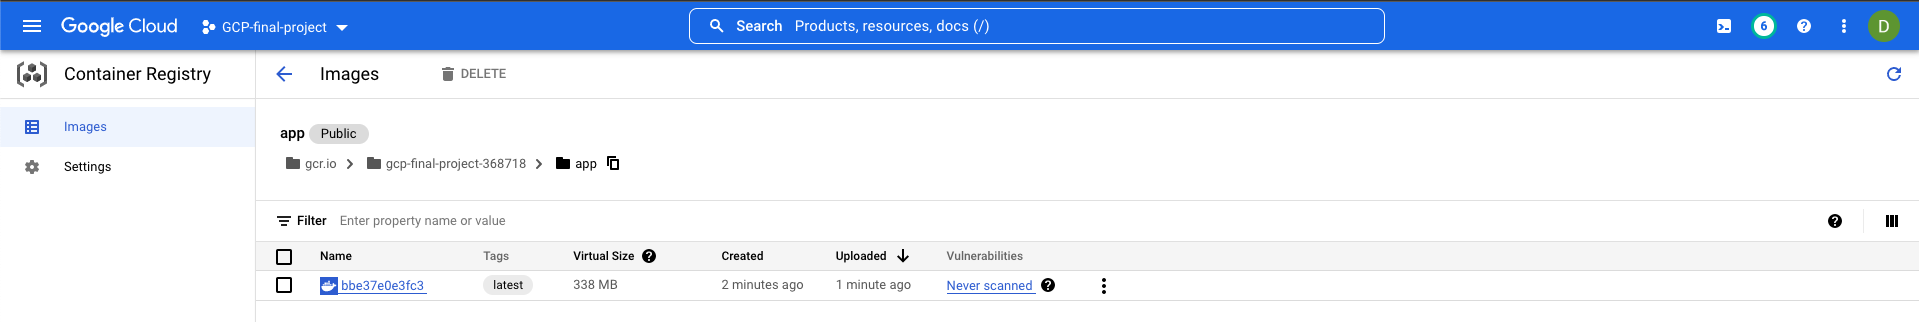 Google Cloud GCP-final-project Search Products, resources, docs (/) 6 D
Container Registry Images DELETE
Images
Settings
app Public
gcr.io gcp-final-project-368718 app
Filter Enter property name or value
Name Tags Virtual Size Created Uploaded Vulnerabilities
bbe37e0e3fc3 latest 338 MB 2 minutes ago 1 minute ago Never scanned